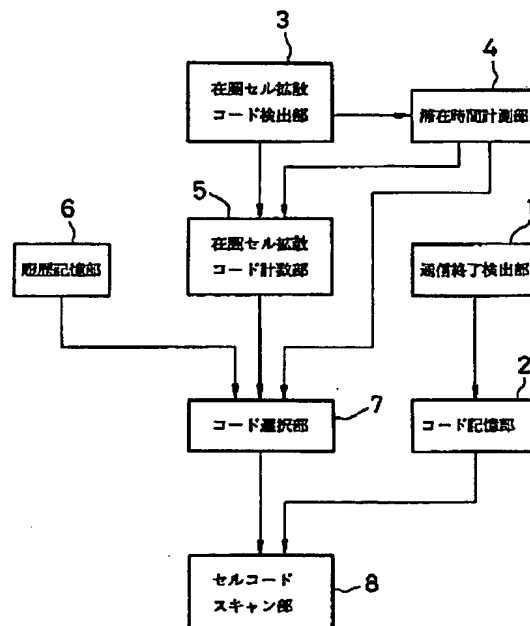 3
在圏セル拡散
コード検出部
4
滞在時間計測部
5
在圏セル拡散
コード計数部
6
履歴記憶部
1
通信終了検出部
コード選択部
7
2
コード記憶部
セルコード
スキャン部
8